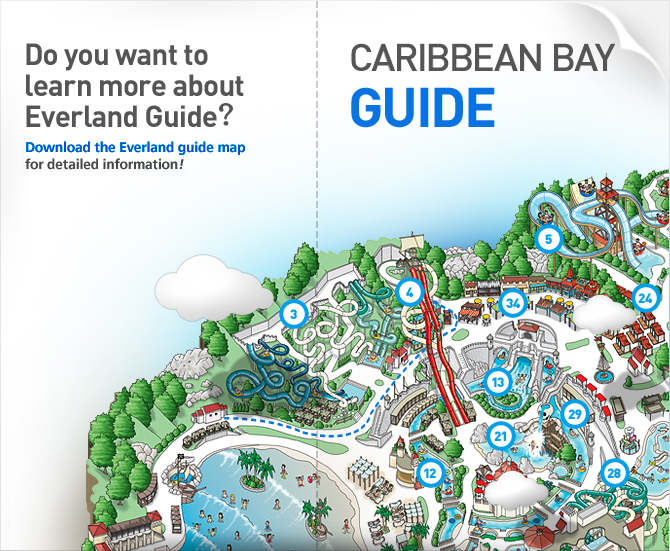 Do you want to
learn more about
Everland Guide?
Download the Everland guide map
for detailed information!
CARIBBEAN BAY
GUIDE
5
4
24
3
34
13
29
21
12
28